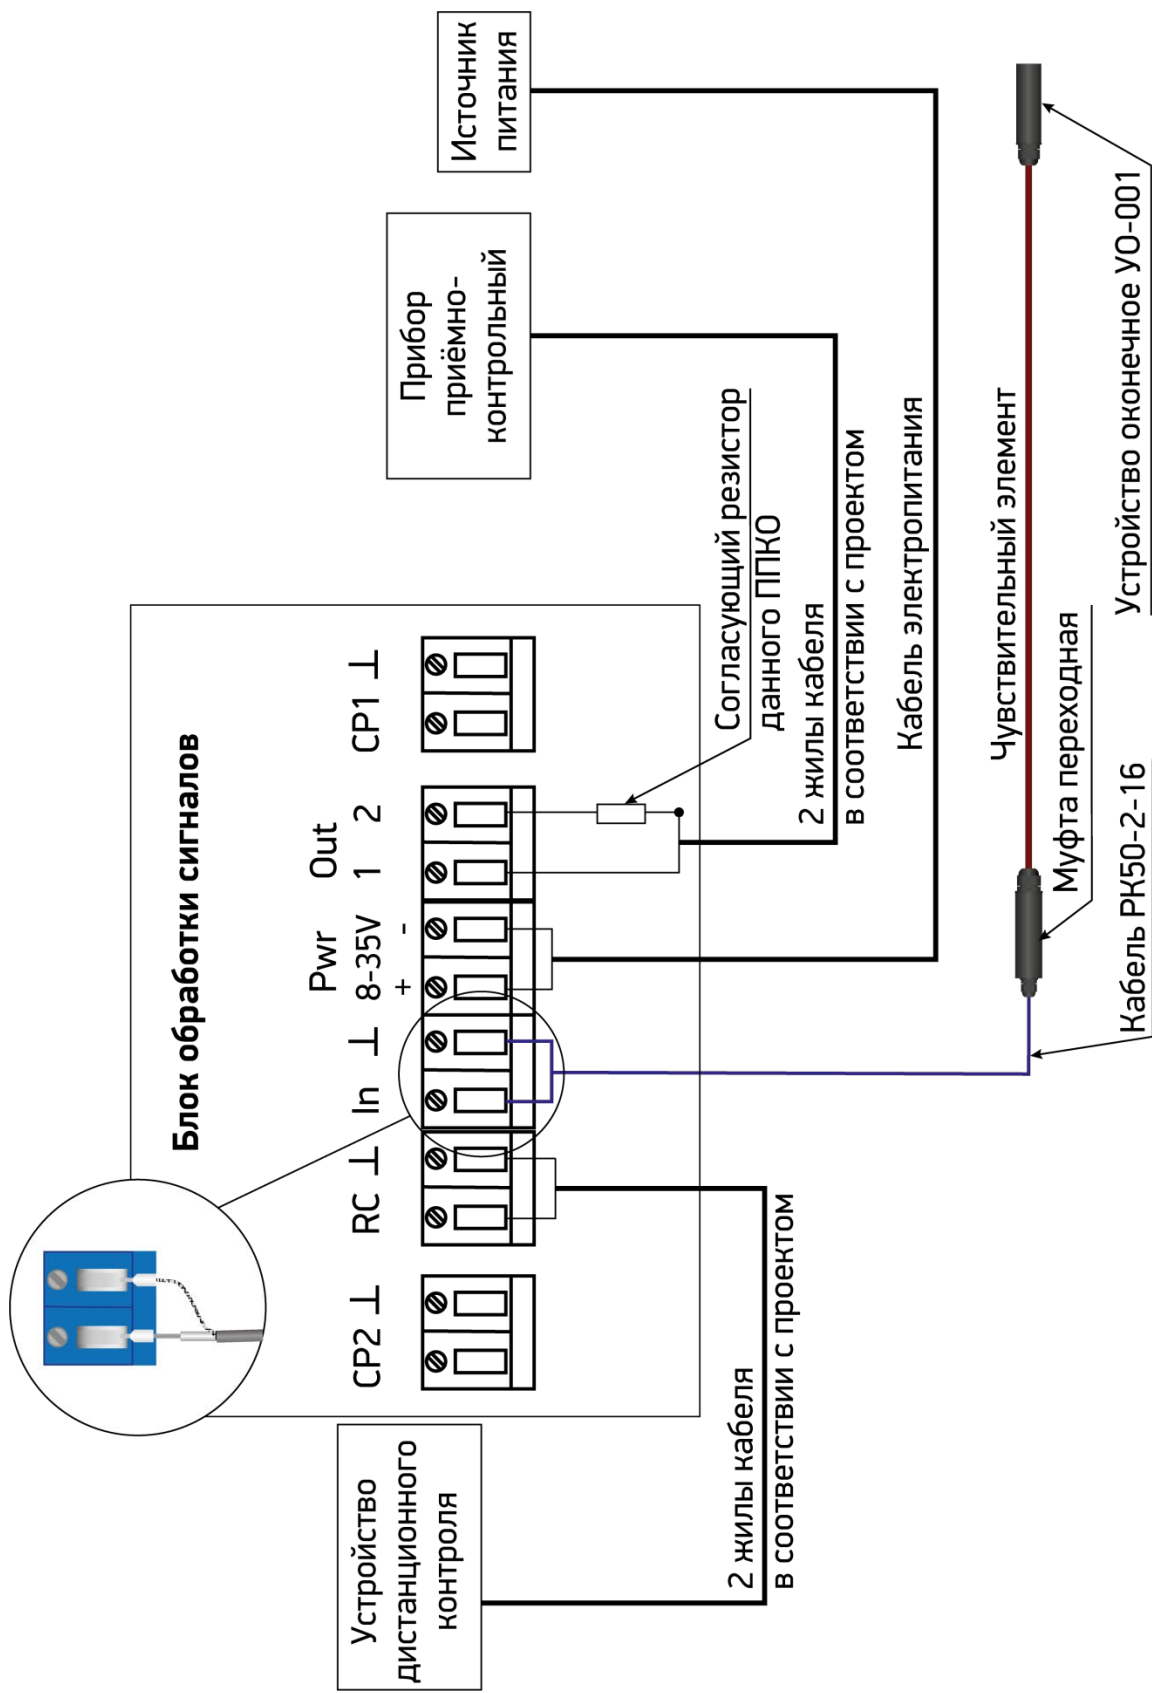 Блок обработки сигналов
Pwr
Out
CP2 ⊥
RC ⊥
In ⊥
8-35V
+ -
1
2
CP1 ⊥
Устройство
дистанционного
контроля
Прибор
приёмно-
контрольный
Источник
питания
2 жилы кабеля
в соответствии с проектом
Согласующий резистор
данного ППКО
2 жилы кабеля
в соответствии с проектом
Кабель электропитания
Чувствительный элемент
Муфта переходная
Кабель РК50-2-16
Устройство оконечное УО-001